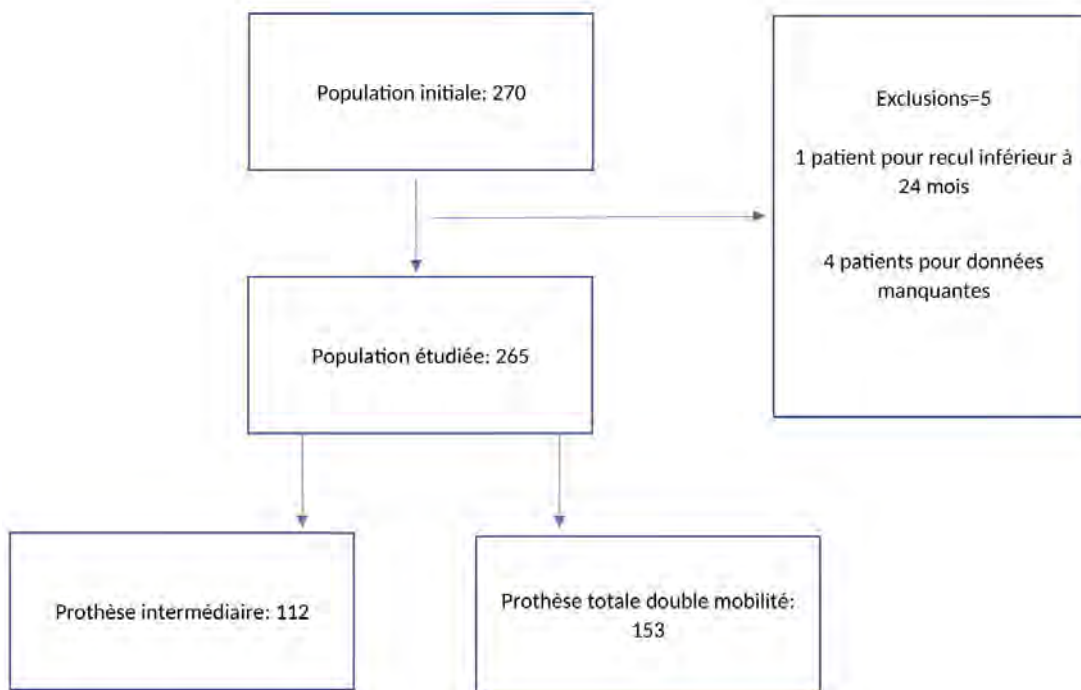 Population initiale: 270
Exclusions=5
1 patient pour recul inférieur à
24 mois
4 patients pour données
manquantes
Population étudiée: 265
Prothèse intermédiaire: 112
Prothèse totale double mobilité:
153